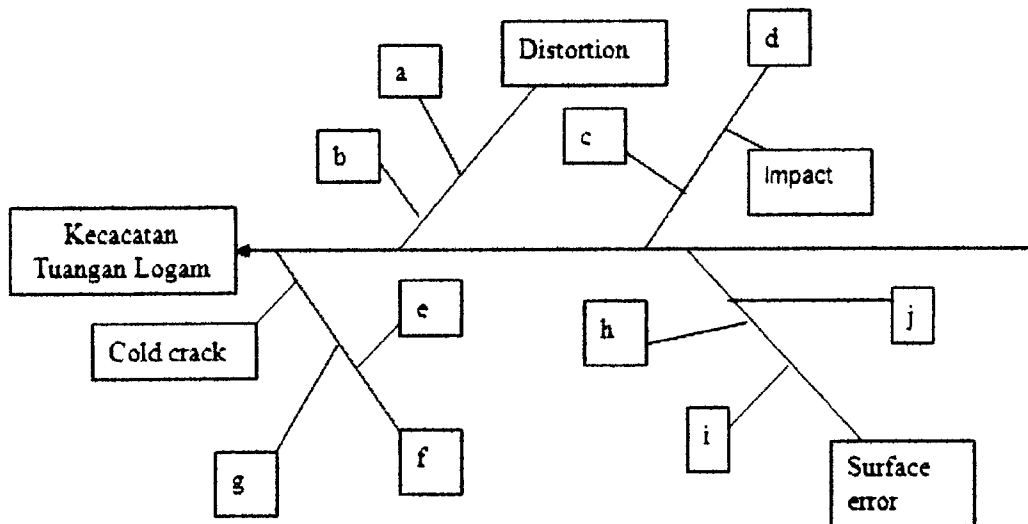 d
Distortion
a
c
b
Impact
Kecacatan
Tuangan Logam
e
j
h
Cold crack
i
f
g
Surface
error